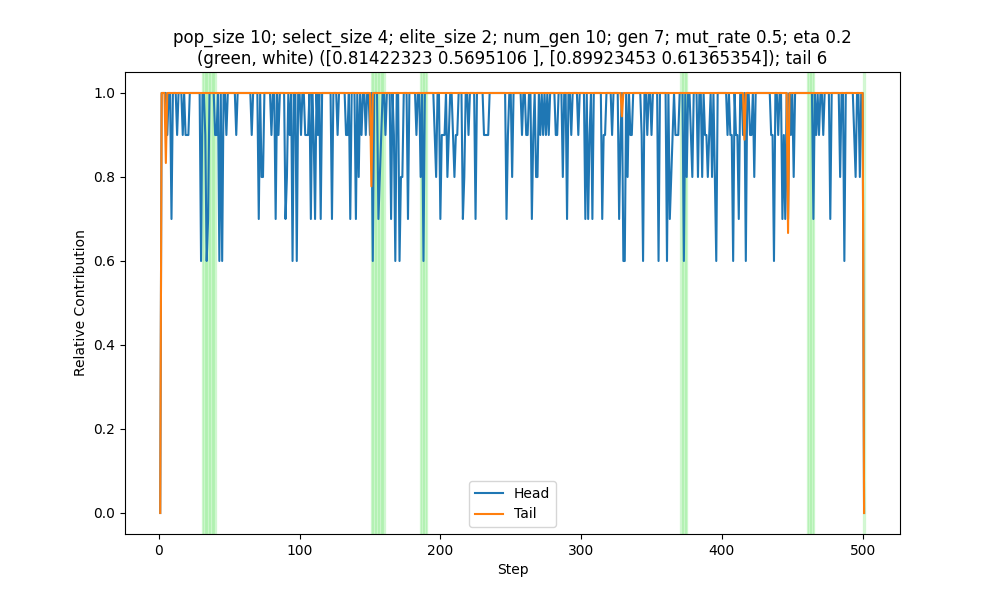 pop_size 10; select_size 4; elite_size 2; num_gen 10; gen 7; mut_rate 0.5; eta 0.2
(green, white) ([0.81422323 0.5695106 ], [0.89923453 0.61365354]); tail 6
1.0
0.8
0.6
0.4
0.2
0.0
Relative Contribution
Head
Tail
0
100
200
300
400
500
Step